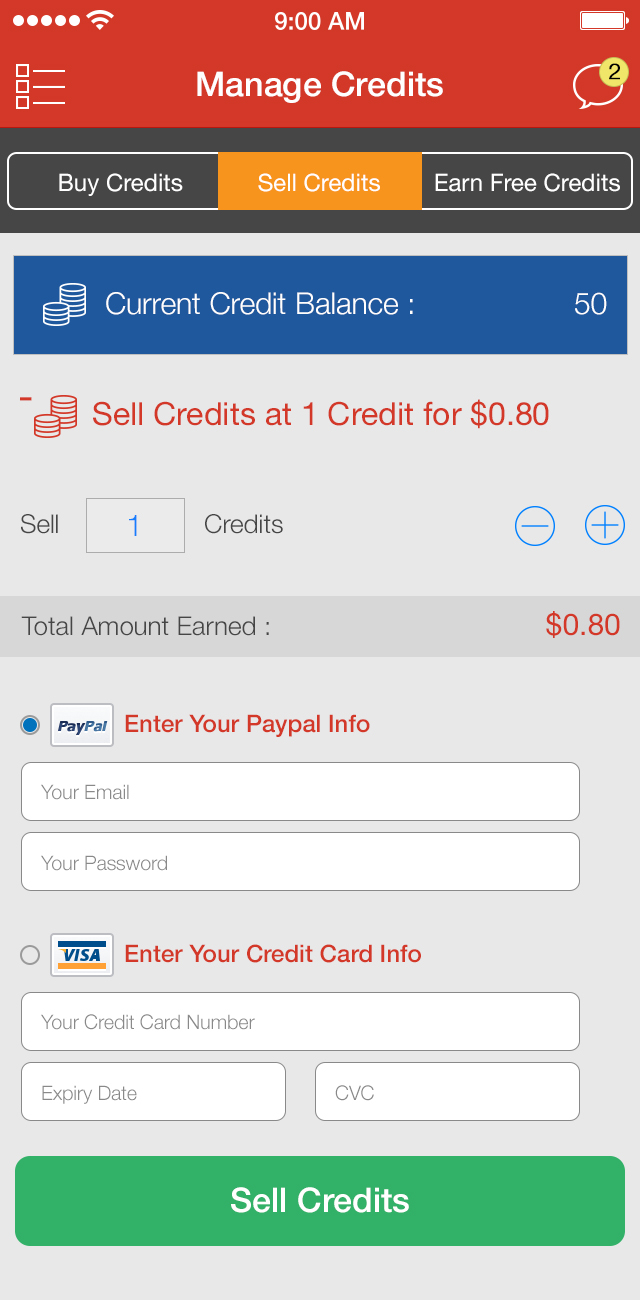 9:00 AM
Manage Credits
2
Buy Credits
Sell Credits
Earn Free Credits
Current Credit Balance : 50
Sell Credits at 1 Credit for $0.80
Sell 1 Credits
Total Amount Earned : $0.80
PayPal Enter Your Paypal Info
Your Email
Your Password
VISA Enter Your Credit Card Info
Your Credit Card Number
Expiry Date
CVC
Sell Credits